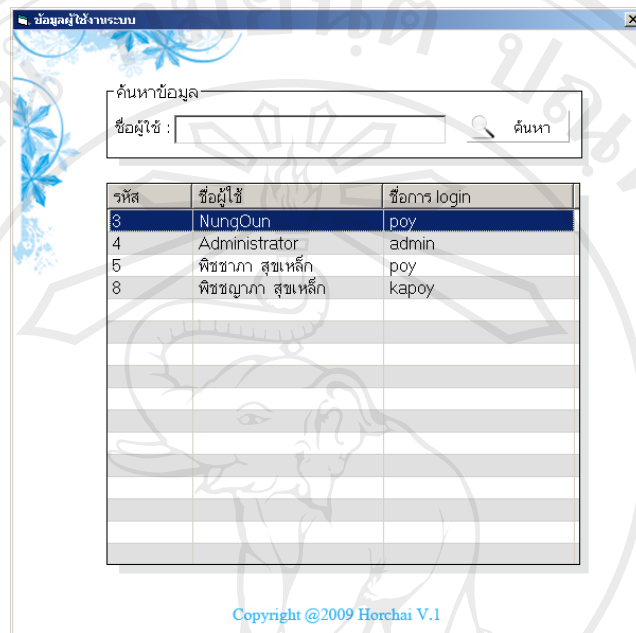 ข้อมูลผู้ใช้งานระบบ
ค้นหาข้อมูล
ชื่อผู้ใช้ : ค้นหา
รหัส ชื่อผู้ใช้ ชื่อการ login
3 NungOun poy
4 Administrator admin
5 พิชชาภา สุขเหล็ก poy
8 พิชชญาภา สุขเหล็ก kapoy
Copyright @2009 Horchai V.1